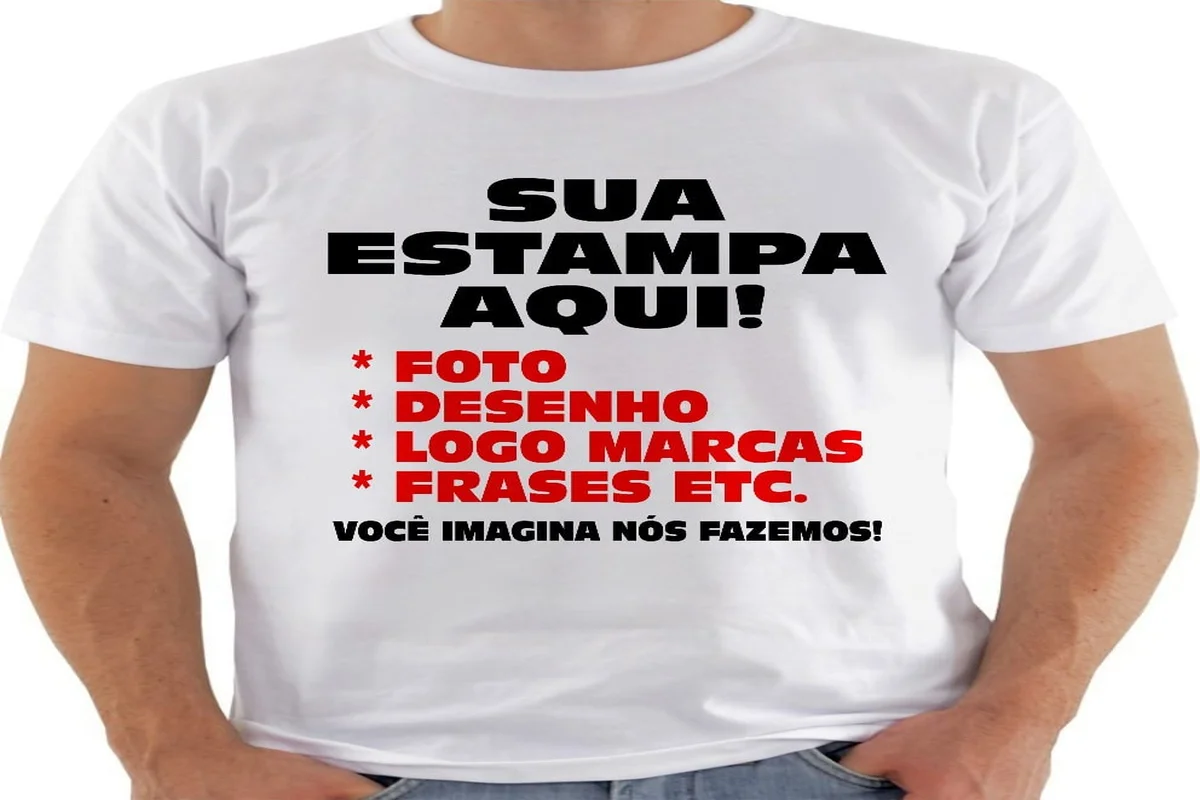 SUA
ESTAMPA
AQUI!
* FOTO
* DESENHO
* LOGO MARCAS
* FRASES ETC.
VOCÊ IMAGINA NÓS FAZEMOS!